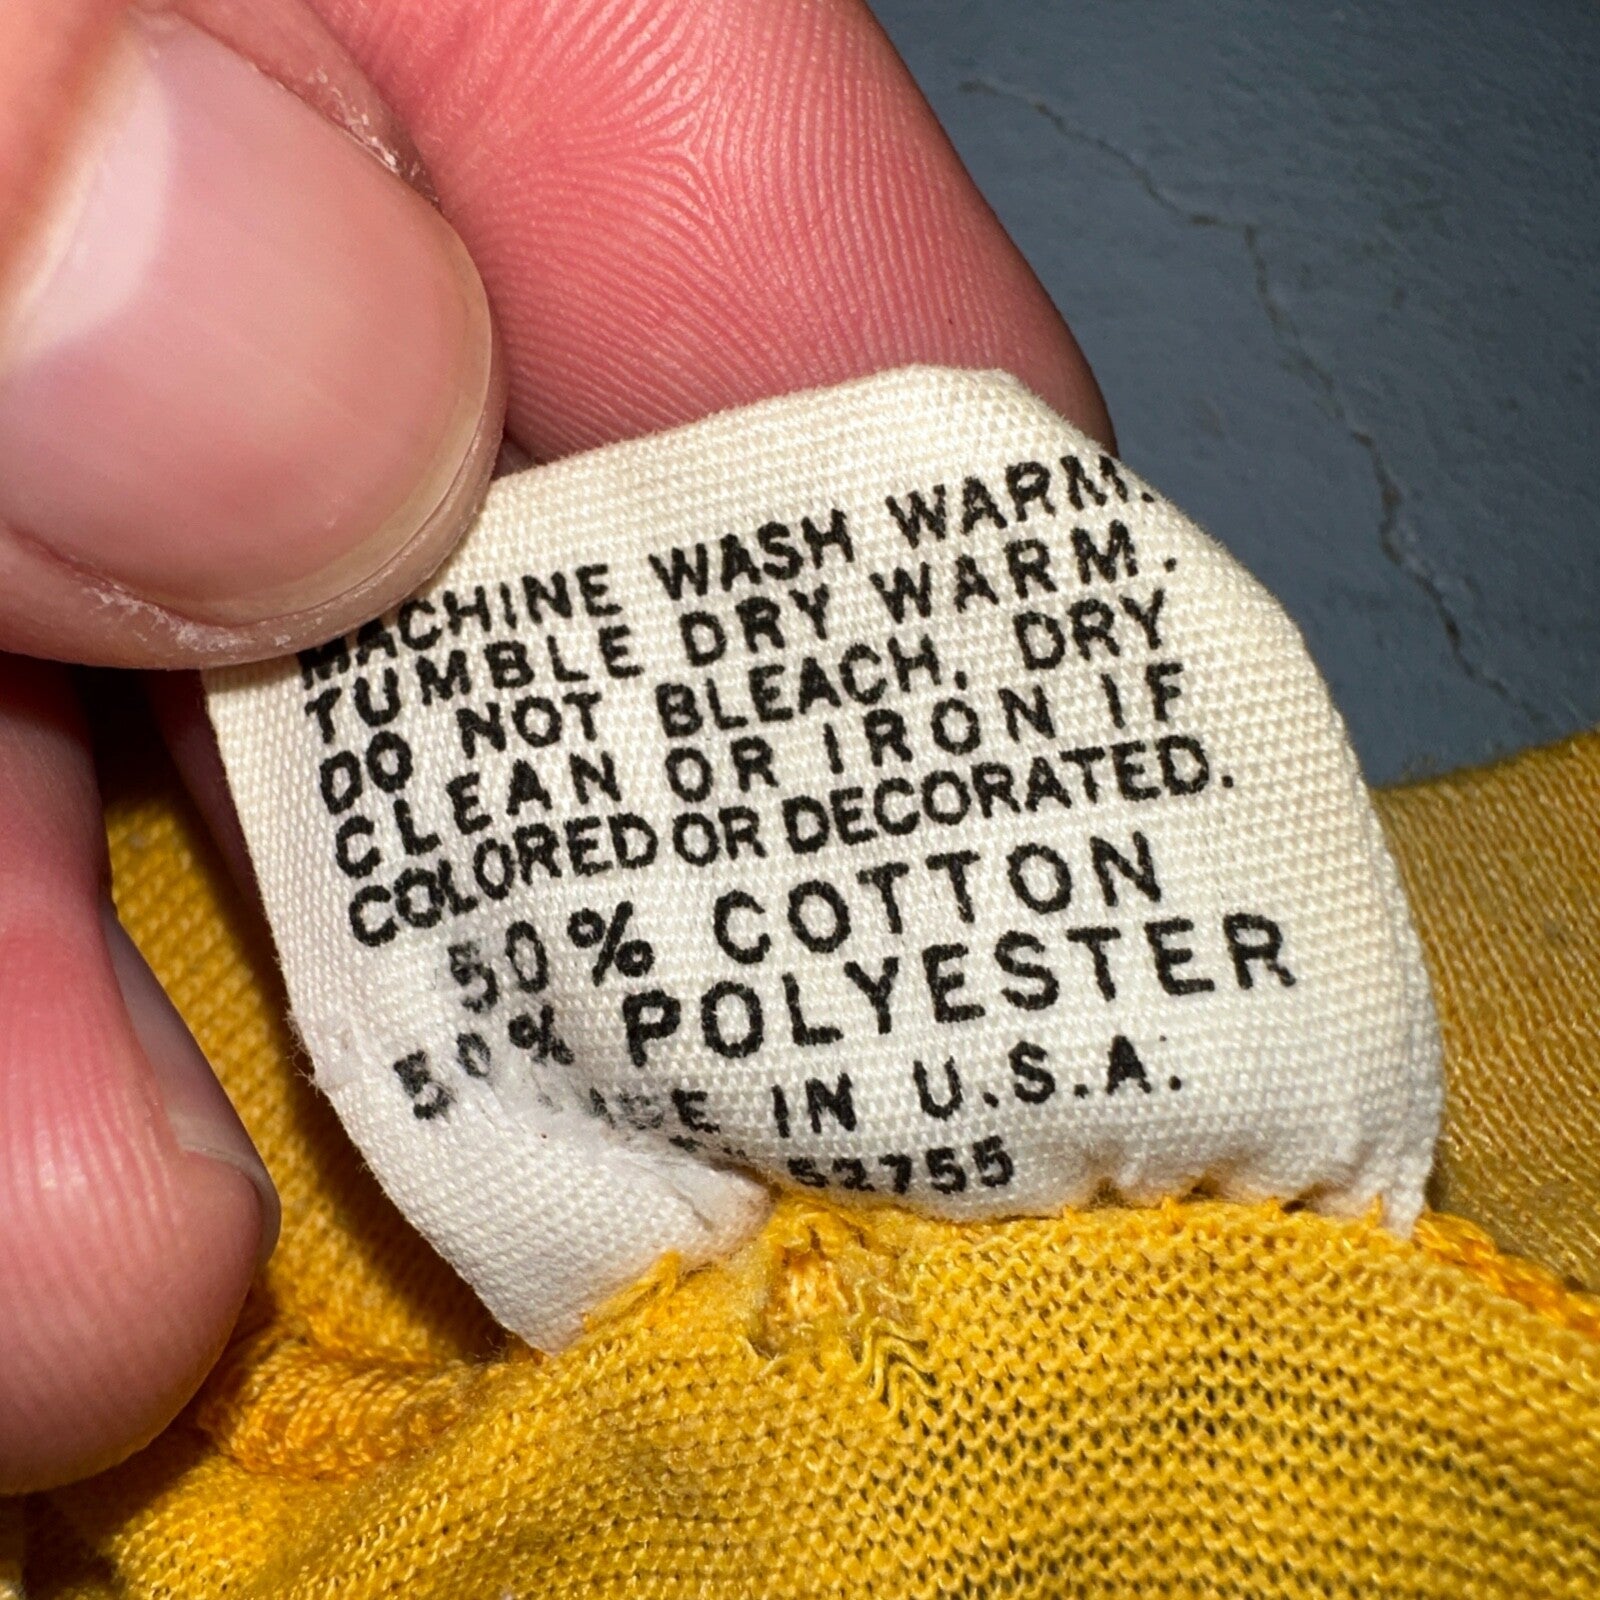 MACHINE WASH WARM.
TUMBLE DRY WARM.
DO NOT BLEACH. DRY
CLEAN OR IRON IF
COLORED OR DECORATED.
50% COTTON
50% POLYESTER
IN U.S.A.
52755